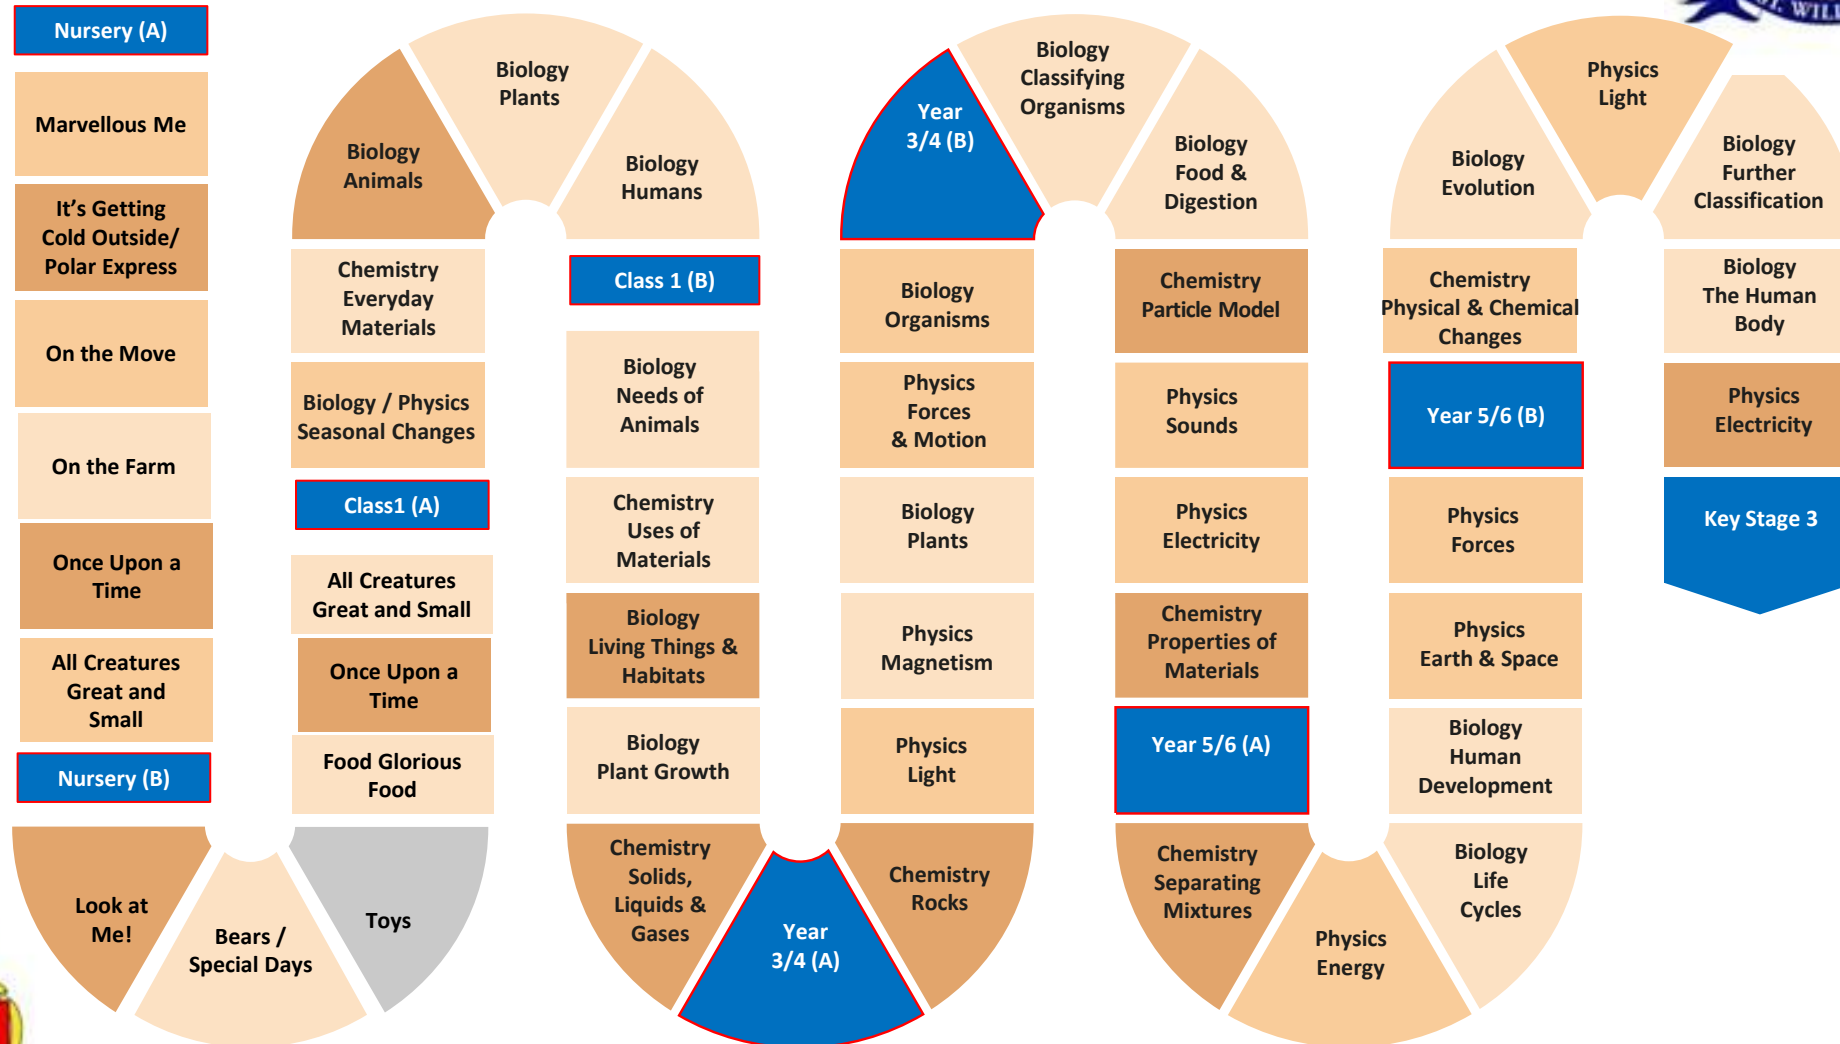 Nursery (A)
Marvellous Me
It's Getting
Cold Outside/
Polar Express
On the Move
On the Farm
Once Upon a
Time
All Creatures
Great and
Small
Nursery (B)
Look at
Me!
Bears /
Special Days
Toys
Food Glorious
Food
Once Upon a
Time
All Creatures
Great and Small
Class1 (A)
Biology / Physics
Seasonal Changes
Chemistry
Everyday
Materials
Biology
Animals
Biology
Plants
Biology
Humans
Class 1 (B)
Biology
Needs of
Animals
Chemistry
Uses of
Materials
Biology
Living Things &
Habitats
Biology
Plant Growth
Chemistry
Solids,
Liquids &
Gases
Year
3/4 (A)
Chemistry
Rocks
Physics
Light
Physics
Magnetism
Biology
Plants
Physics
Forces
& Motion
Biology
Organisms
Year
3/4 (B)
Biology
Classifying
Organisms
Biology
Food &
Digestion
Chemistry
Particle Model
Physics
Sounds
Physics
Electricity
Chemistry
Properties of
Materials
Year 5/6 (A)
Chemistry
Separating
Mixtures
Physics
Energy
Biology
Life
Cycles
Biology
Human
Development
Physics
Earth & Space
Physics
Forces
Year 5/6 (B)
Chemistry
Physical & Chemical
Changes
Biology
Evolution
Physics
Light
Biology
Further
Classification
Biology
The Human
Body
Physics
Electricity
Key Stage 3